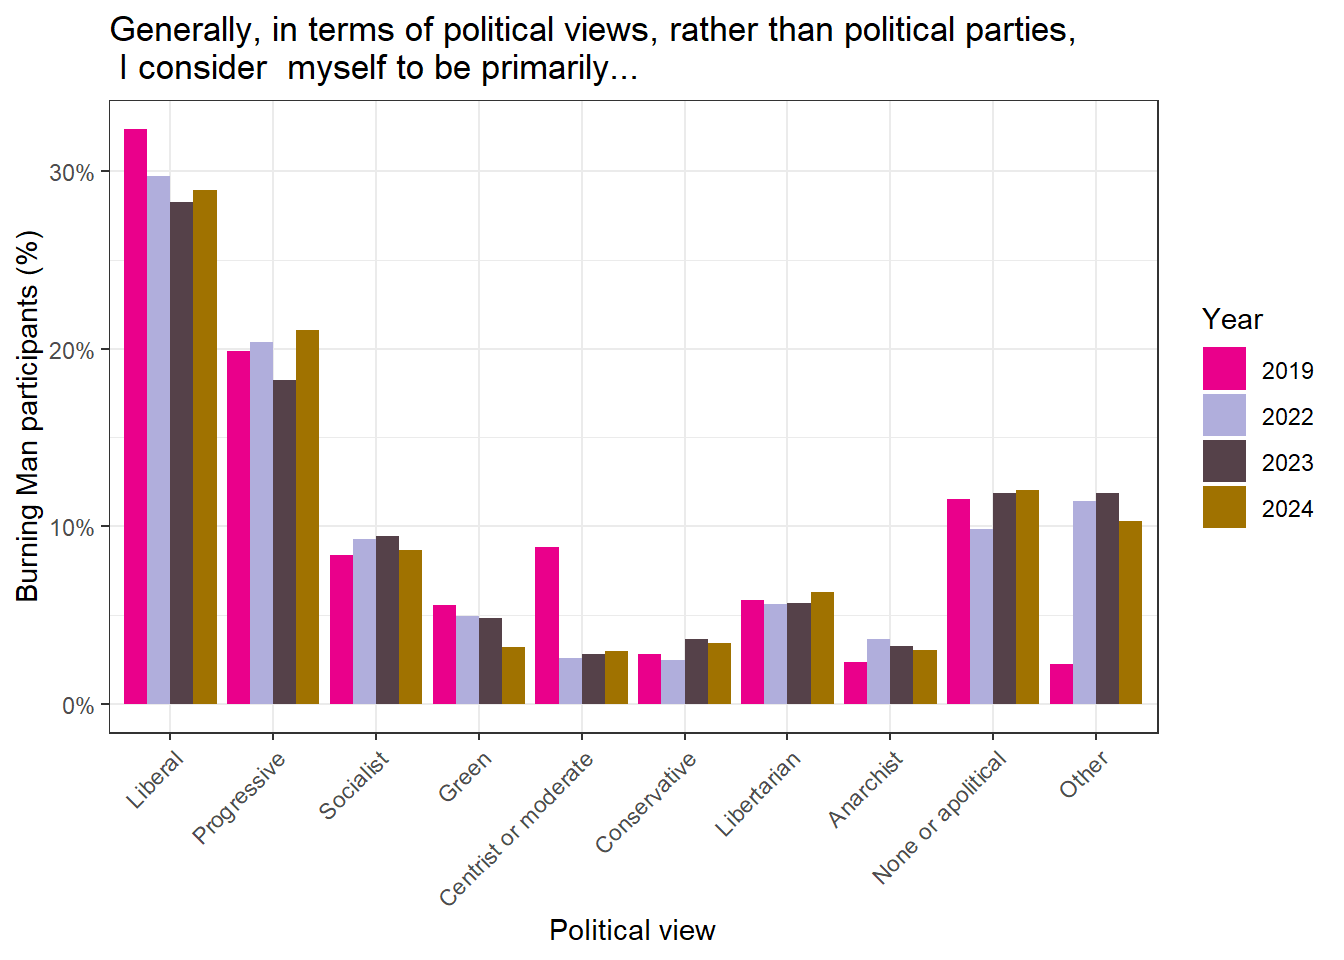 Generally, in terms of political views, rather than political parties,
I consider  myself to be primarily...
Burning Man participants (%)
30%
20%
10%
0%
Liberal
Progressive
Socialist
Green
Centrist or moderate
Conservative
Libertarian
Anarchist
None or apolitical
Other
Political view
Year
2019
2022
2023
2024